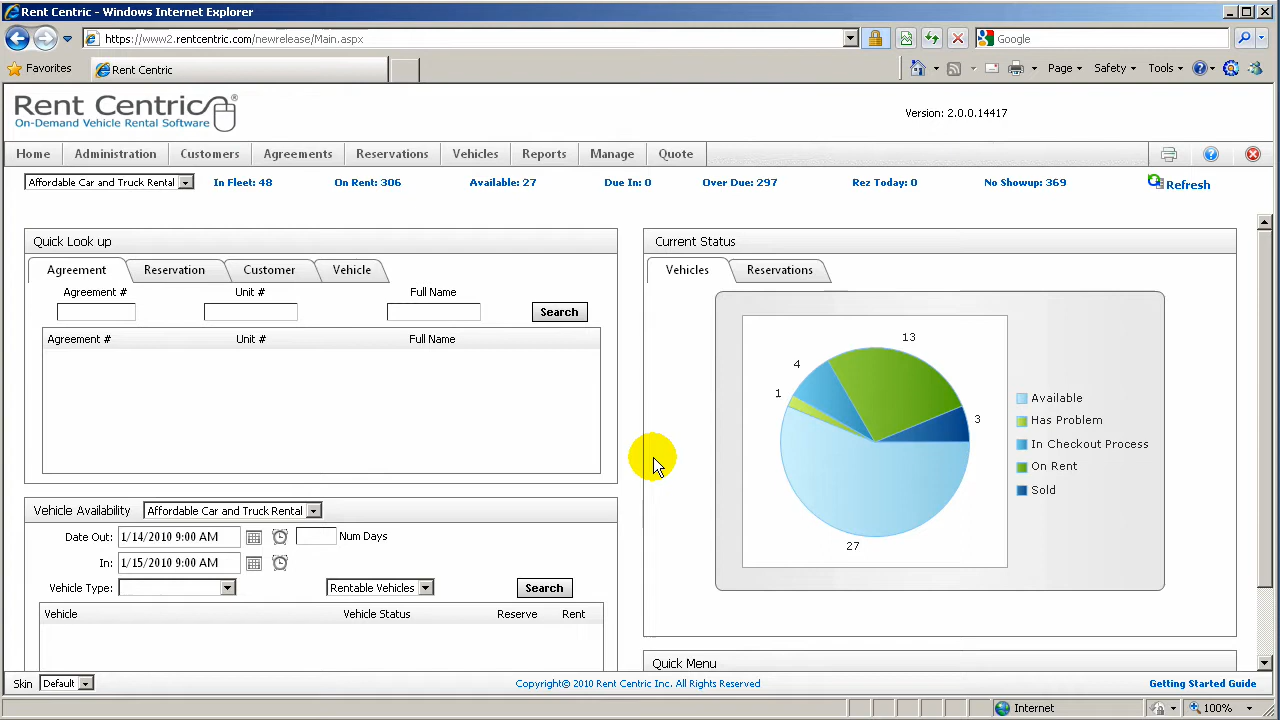 Rent Centric - Windows Internet Explorer
https://www2.rentcentric.com/newrelease/Main.aspx
Google
Favorites
Rent Centric
Page
Safety
Tools
Rent Centric®
On-Demand Vehicle Rental Software
Version: 2.0.0.14417
Home
Administration
Customers
Agreements
Reservations
Vehicles
Reports
Manage
Quote
Affordable Car and Truck Rental
In Fleet: 48
On Rent: 306
Available: 27
Due In: 0
Over Due: 297
Rez Today: 0
No Showup: 369
Refresh
Quick Look up
Agreement
Reservation
Customer
Vehicle
Agreement #
Unit #
Full Name
Search
Agreement #
Unit #
Full Name
Vehicle Availability
Affordable Car and Truck Rental
Date Out:
1/14/2010 9:00 AM
Num Days
In:
1/15/2010 9:00 AM
Vehicle Type:
Rentable Vehicles
Search
Vehicle
Vehicle Status
Reserve
Rent
Current Status
Vehicles
Reservations
13
4
1
3
27
Available
Has Problem
In Checkout Process
On Rent
Sold
Quick Menu
Skin
Default
Copyright© 2010 Rent Centric Inc. All Rights Reserved
Getting Started Guide
Internet
100%